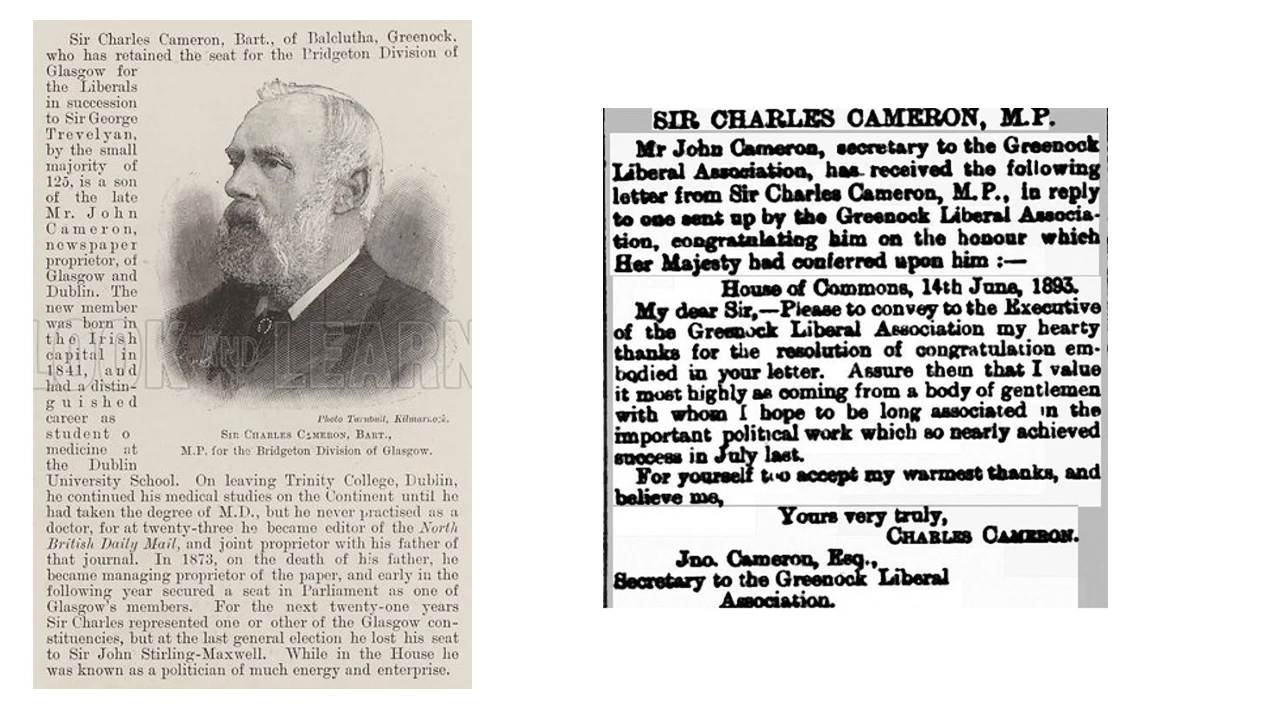 Sir Charles Cameron, Bart., of Balclutha, Greenock,
who has retained the seat for the Bridgeton Division of
Glasgow for
the Liberals
in succession
to Sir George
Trevelyan,
by the small
majority of
125, is a son
of the late
Mr. John
Cameron,
newspaper
proprietor, of
Glasgow and
Dublin. The
new member
was born in
the Irish
capital in
1841, and
had a distin-
guished
career as
student o
medicine at
the Dublin
University School. On leaving Trinity College, Dublin,
he continued his medical studies on the Continent until he
had taken the degree of M.D., but he never practised as a
doctor, for at twenty-three he became editor of the North
British Daily Mail, and joint proprietor with his father of
that journal. In 1873, on the death of his father, he
became managing proprietor of the paper, and early in the
following year secured a seat in Parliament as one of
Glasgow's members. For the next twenty-one years
Sir Charles represented one or other of the Glasgow con-
stituencies, but at the last general election he lost his seat
to Sir John Stirling-Maxwell. While in the House he
was known as a politician of much energy and enterprise.
LOOK AND LEARN
Photo Turnbull, Kilmarnock.
SIR CHARLES CAMERON, BART.,
M.P. for the Bridgeton Division of Glasgow.
SIR CHARLES CAMERON, M.P.
Mr John Cameron, secretary to the Greenock
Liberal Association, has received the following
letter from Sir Charles Cameron, M.P., in reply
to one sent up by the Greenock Liberal Associa-
tion, congratulating him on the honour which
Her Majesty had conferred upon him :—
House of Commons, 14th June, 1893.
My dear Sir,—Please to convey to the Executive
of the Greenock Liberal Association my hearty
thanks for the resolution of congratulation em-
bodied in your letter. Assure them that I value
it most highly as coming from a body of gentlemen
with whom I hope to be long associated in the
important political work which so nearly achieved
success in July last.
For yourself too accept my warmest thanks, and
believe me,
Yours very truly,
CHARLES CAMERON.
Jno. Cameron, Esq.,
Secretary to the Greenock Liberal
Association.